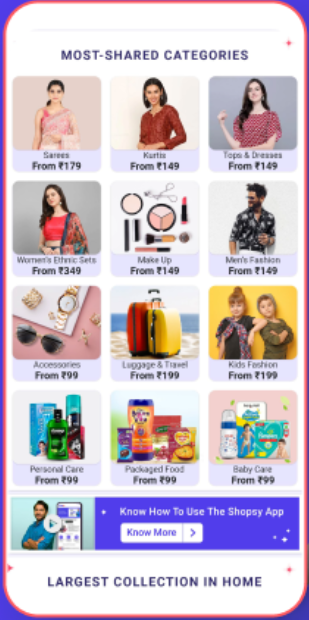 MOST-SHARED CATEGORIES
Sarees
From ₹179
Kurtis
From ₹149
Tops & Dresses
From ₹149
Women's Ethnic Sets
From ₹349
Make Up
From ₹149
Men's Fashion
From ₹149
Accessories
From ₹99
Luggage & Travel
From ₹199
Kids Fashion
From ₹199
Personal Care
From ₹99
Packaged Food
From ₹99
Baby Care
From ₹99
Know How To Use The Shopsy App
Know More
LARGEST COLLECTION IN HOME